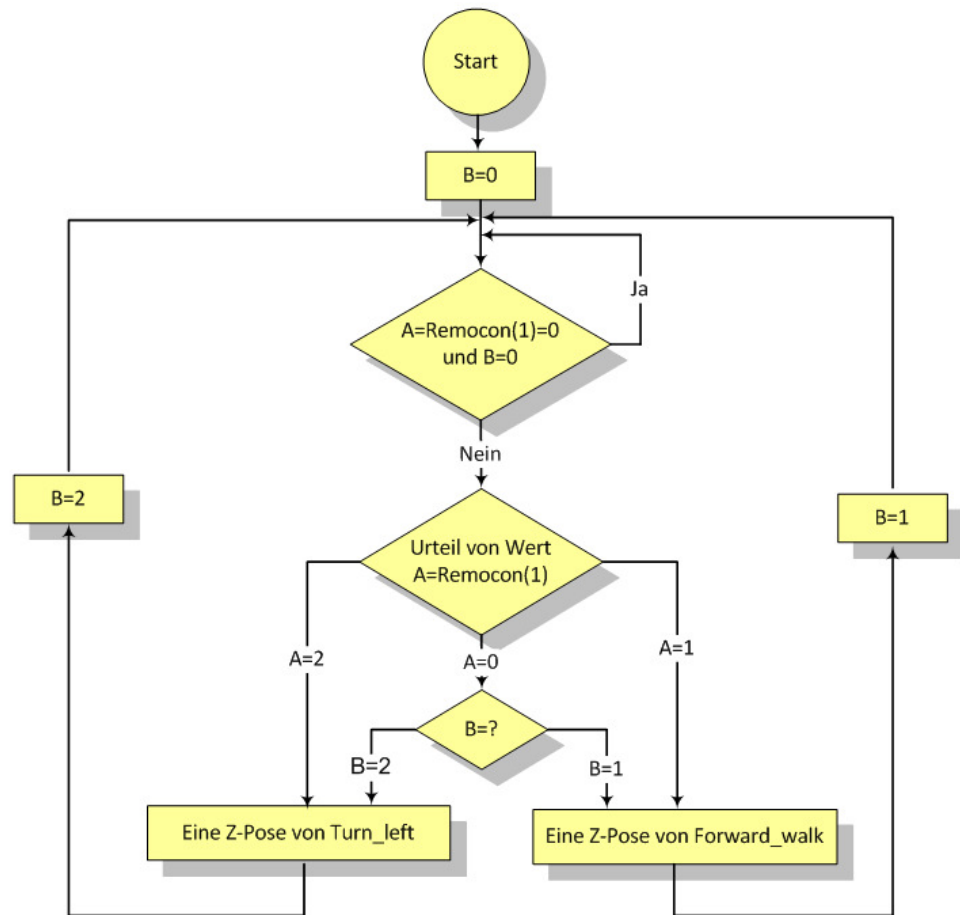 Start
B=0
Ja
A=Remocon(1)=0
und B=0
Nein
B=2
B=1
Urteil von Wert
A=Remocon(1)
A=2
A=0
A=1
B=?
B=2
B=1
Eine Z-Pose von Turn_left
Eine Z-Pose von Forward_walk